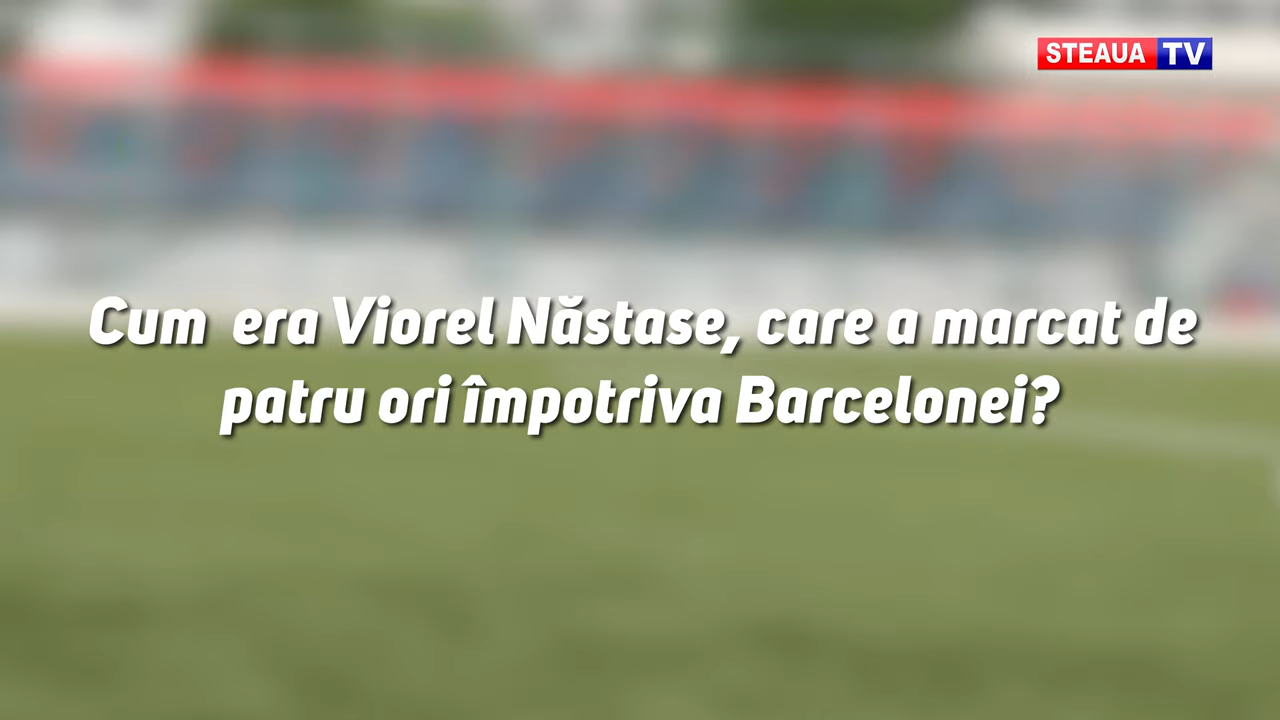 STEAUA TV
Cum  era Viorel Năstase, care a marcat de
patru ori împotriva Barcelonei?